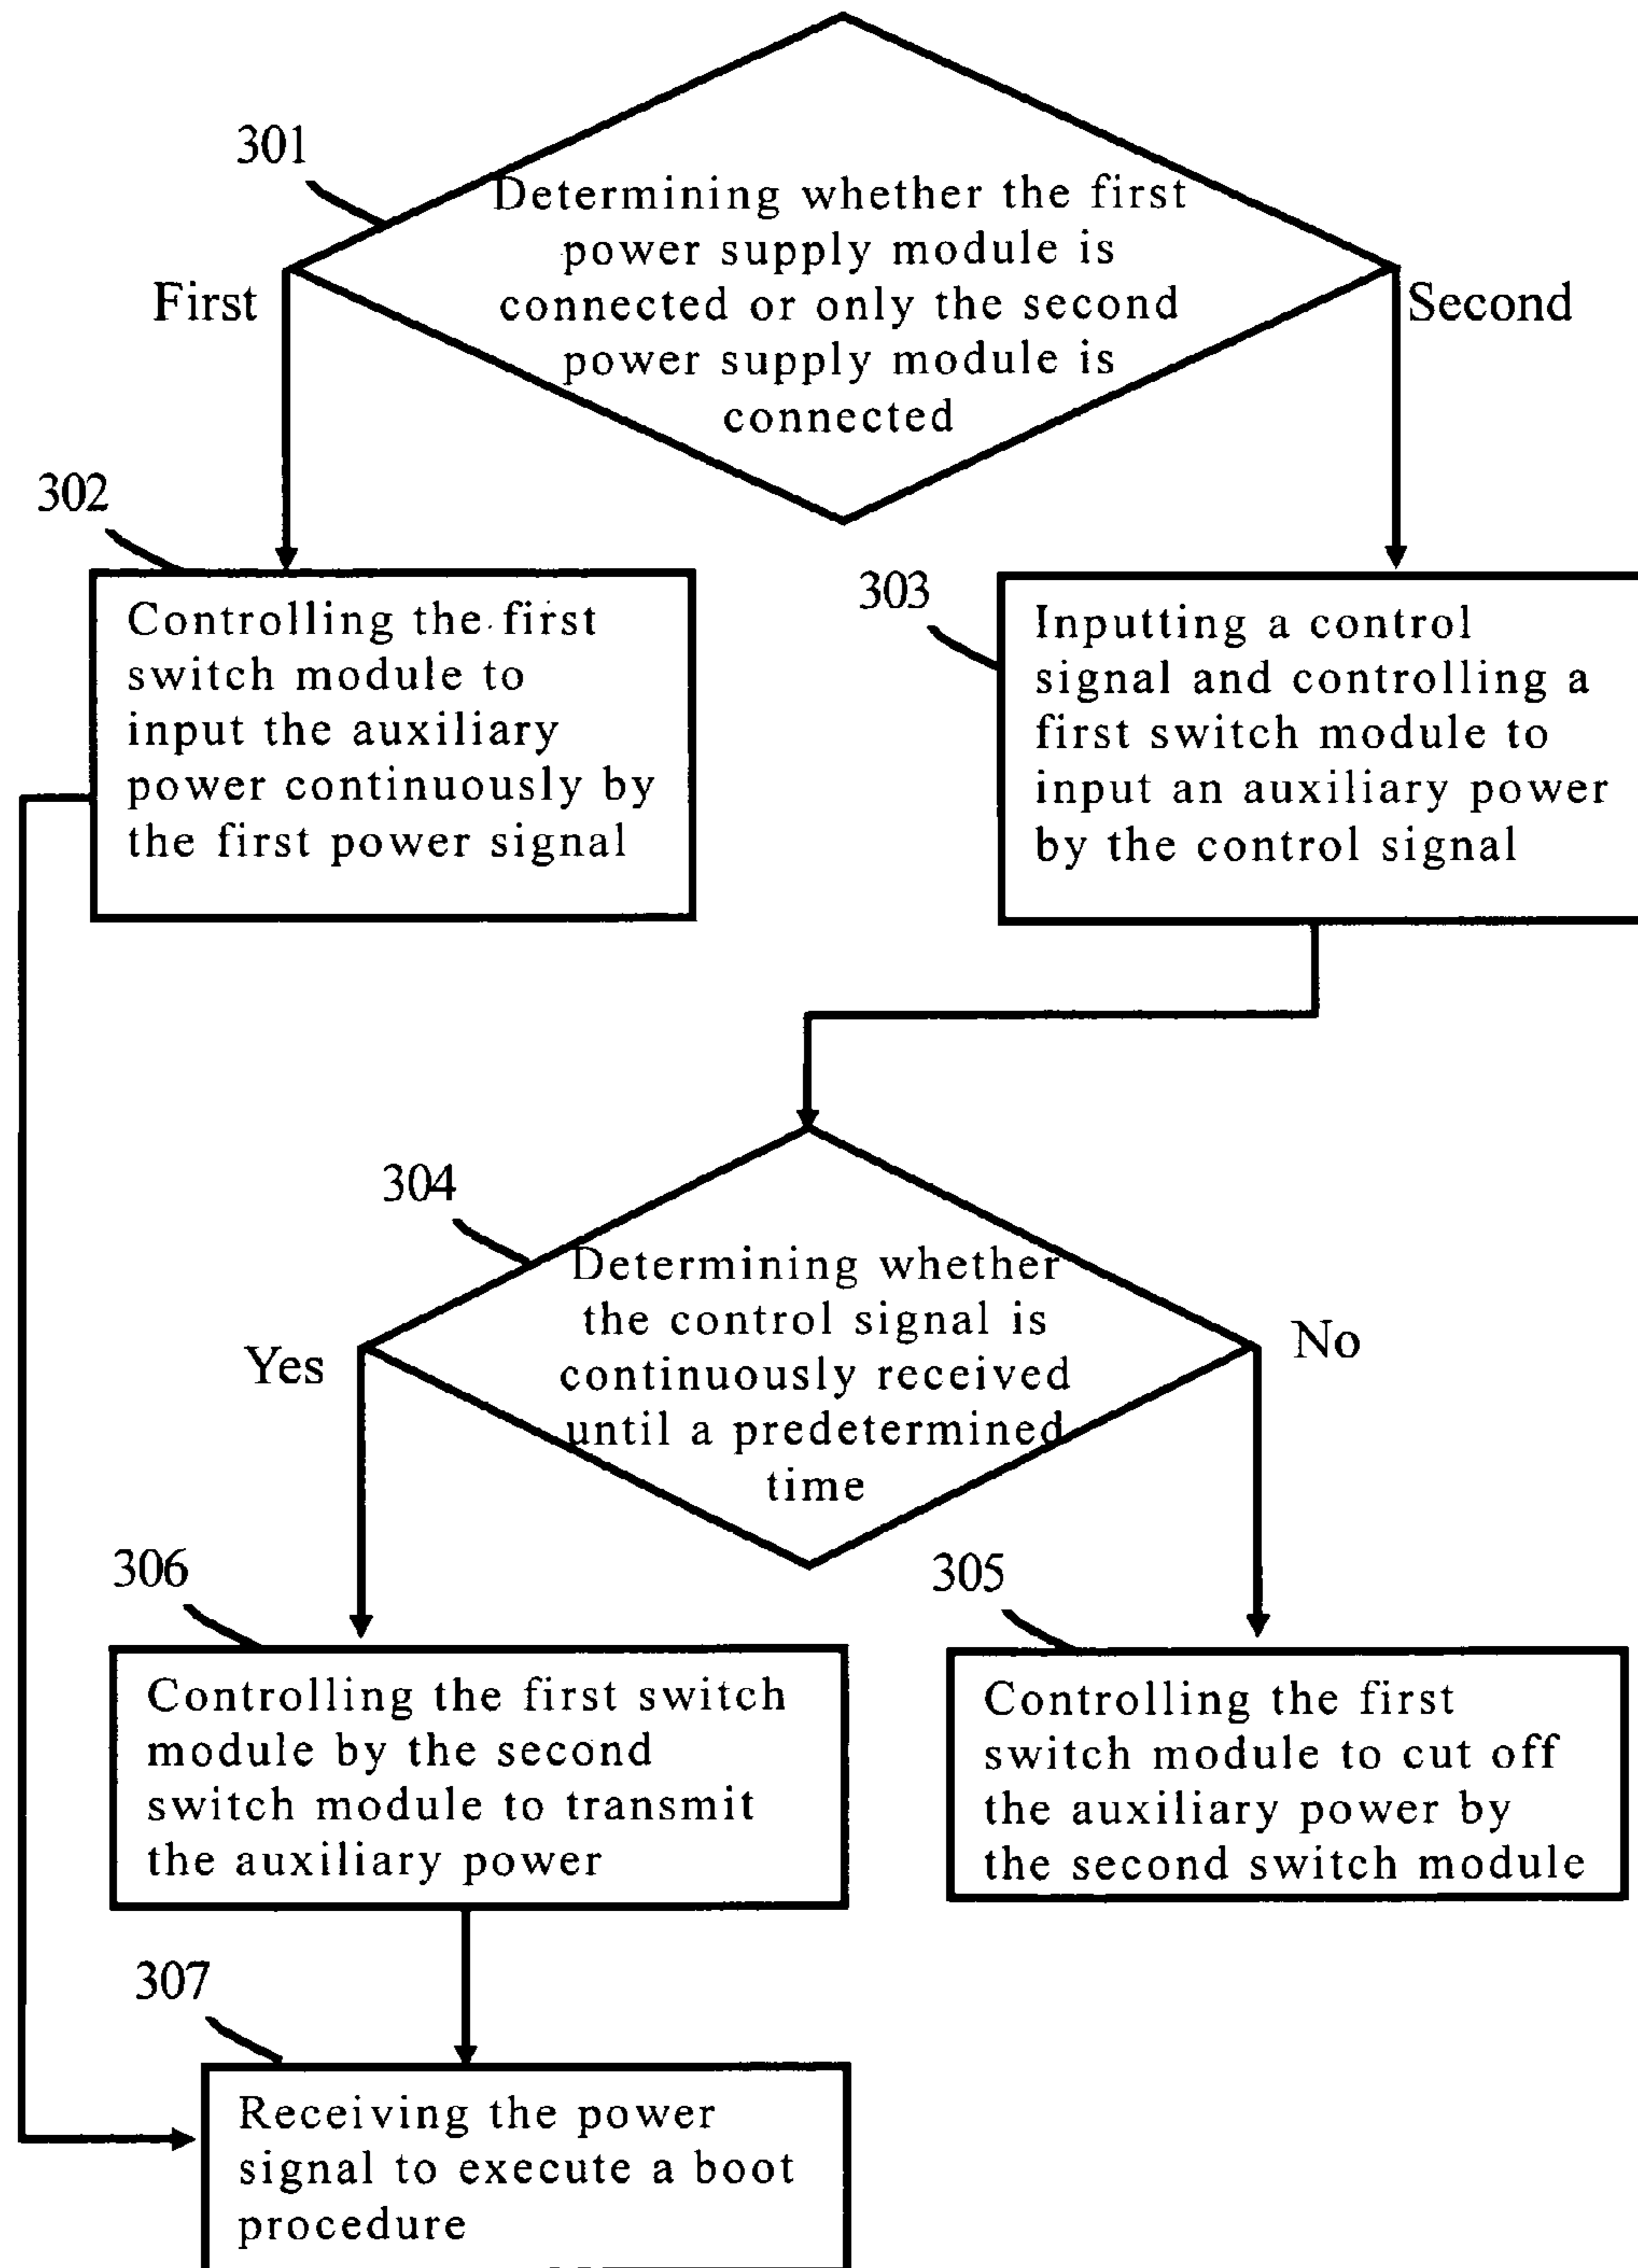 301
Determining whether the first
power supply module is
connected or only the second
power supply module is
connected
First
Second
302
Controlling the first
switch module to
input the auxiliary
power continuously by
the first power signal
303
Inputting a control
signal and controlling a
first switch module to
input an auxiliary power
by the control signal
304
Determining whether
the control signal is
continuously received
until a predetermined
time
Yes
No
306
Controlling the first switch
module by the second
switch module to transmit
the auxiliary power
305
Controlling the first
switch module to cut off
the auxiliary power by
the second switch module
307
Receiving the power
signal to execute a boot
procedure